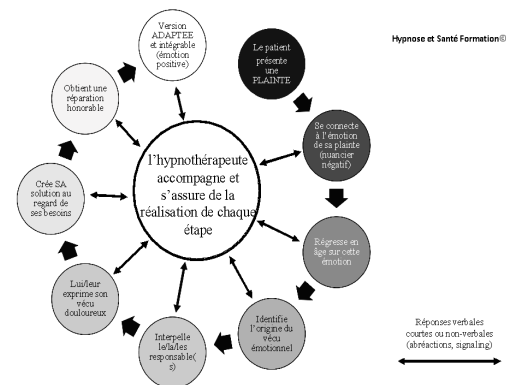 Hypnose et Santé Formation©
Le patient
présente
une
PLAINTE
Se connecte
à l'émotion
de sa plainte
(nuancier
négatif)
Régresse en
âge sur cette
émotion
Identifie
l'origine du
vécu
émotionnel
Interpelle
le/la/les
responsable(
s)
Lui/leur
exprime son
vécu
douloureux
Crée SA
solution au
regard de
ses besoins
Obtient une
réparation
honorable
Version
ADAPTEE
et intégrable
(émotion
positive)
l'hypnothérapeute
accompagne et
s'assure de la
réalisation de chaque
étape
Réponses verbales
courtes ou non-verbales
(abréactions, signaling)